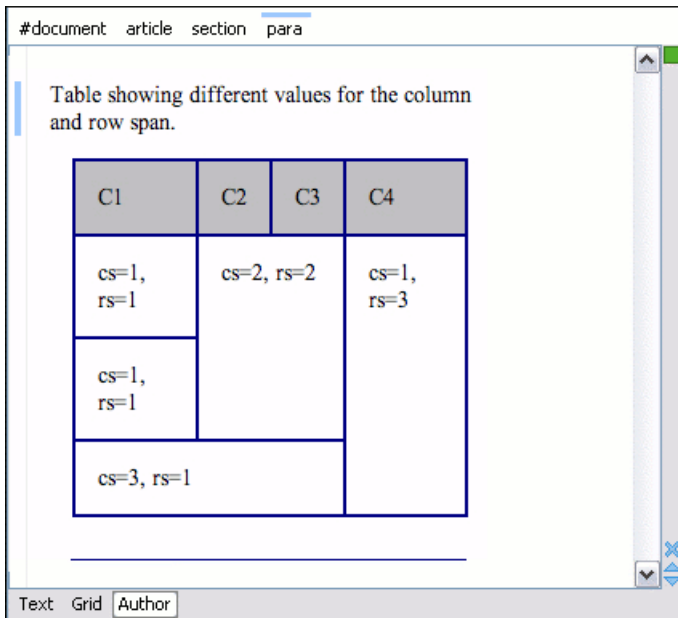 #document article section para
Table showing different values for the column
and row span.
C1 C2 C3 C4
cs=1, cs=2, rs=2 cs=1,
rs=1 rs=3
cs=1,
rs=1
cs=3, rs=1
Text Grid Author